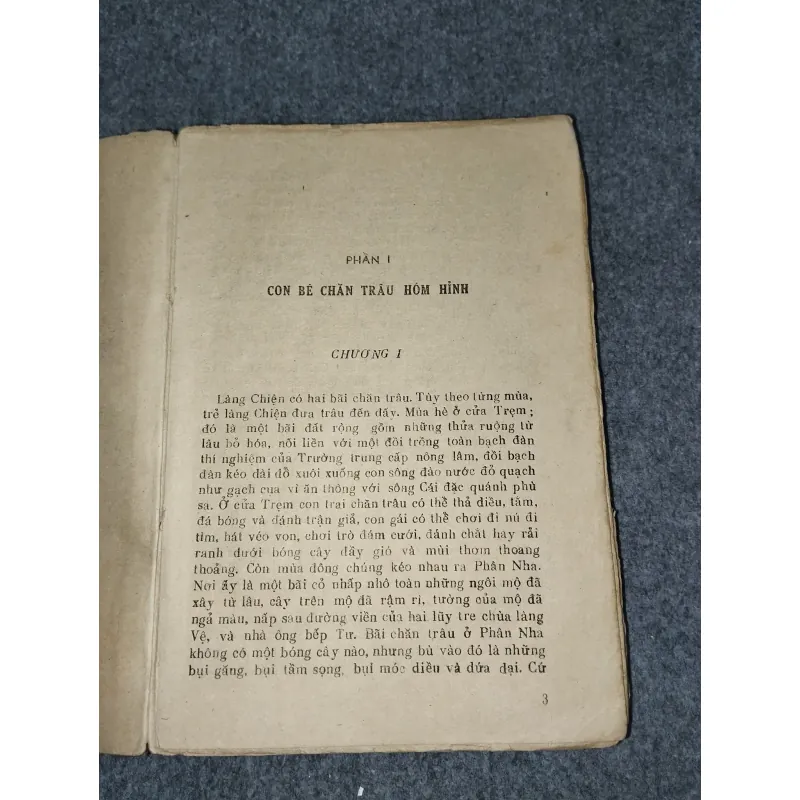 PHẦN I
CON BÉ CHĂN TRÂU HÓM HỈNH
CHƯƠNG I
Làng Chiện có hai bãi chăn trâu. Tùy theo từng mùa,
trẻ làng Chiện đưa trâu đến đấy. Mùa hè ở cửa Trẹm ;
đó là một bãi đất rộng gồm những thửa ruộng từ
lâu bỏ hóa, nối liền với một đồi trồng toàn bạch đàn
thí nghiệm của Trường trung cấp nông lâm, đồi bạch
đàn kéo dài đổ xuôi xuống con sông đào nước đỏ quạch
như gạch cua vì ăn thông với sông Cái đặc quánh phù
sa. Ở cửa Trẹm con trai chăn trâu có thể thả diều, tắm,
đá bóng và đánh trận giả, con gái có thể chơi đi nú đi
tìm, hát véo von, chơi trò đám cưới, đánh chắt hay rải
ranh dưới bóng cây đầy gió và mùi thơm thoang
thoảng. Còn mùa đông chúng kéo nhau ra Phân Nha.
Nơi ấy là một bãi cỏ nhấp nhô toàn những ngôi mộ đã
xây từ lâu, cây trên mộ đã rậm rì, tường của mộ đã
ngả màu, nấp sau đường viền của hai lũy tre chùa làng
Vệ, và nhà ông bếp Tư. Bãi chăn trâu ở Phân Nha
không có một bóng cây nào, nhưng bù vào đó là những
bụi găng, bụi tầm sọng, bụi móc diều và dứa dại. Cứ
3